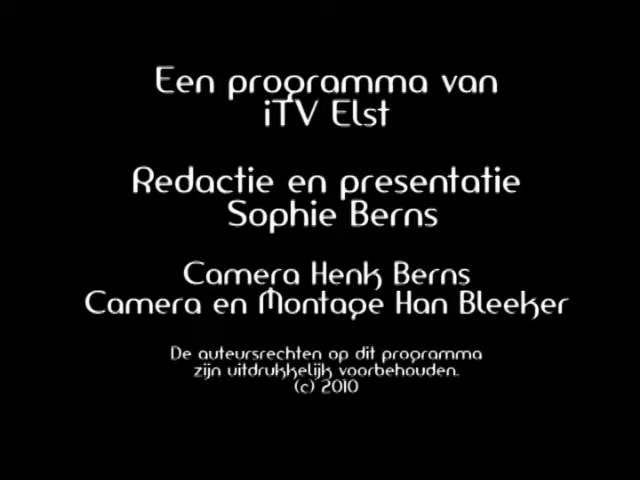 Een programma van
iTV Elst
Redactie en presentatie
Sophie Berns
Camera Henk Berns
Camera en Montage Han Bleeker
De auteursrechten op dit programma
zijn uitdrukkelijk voorbehouden.
(c) 2010